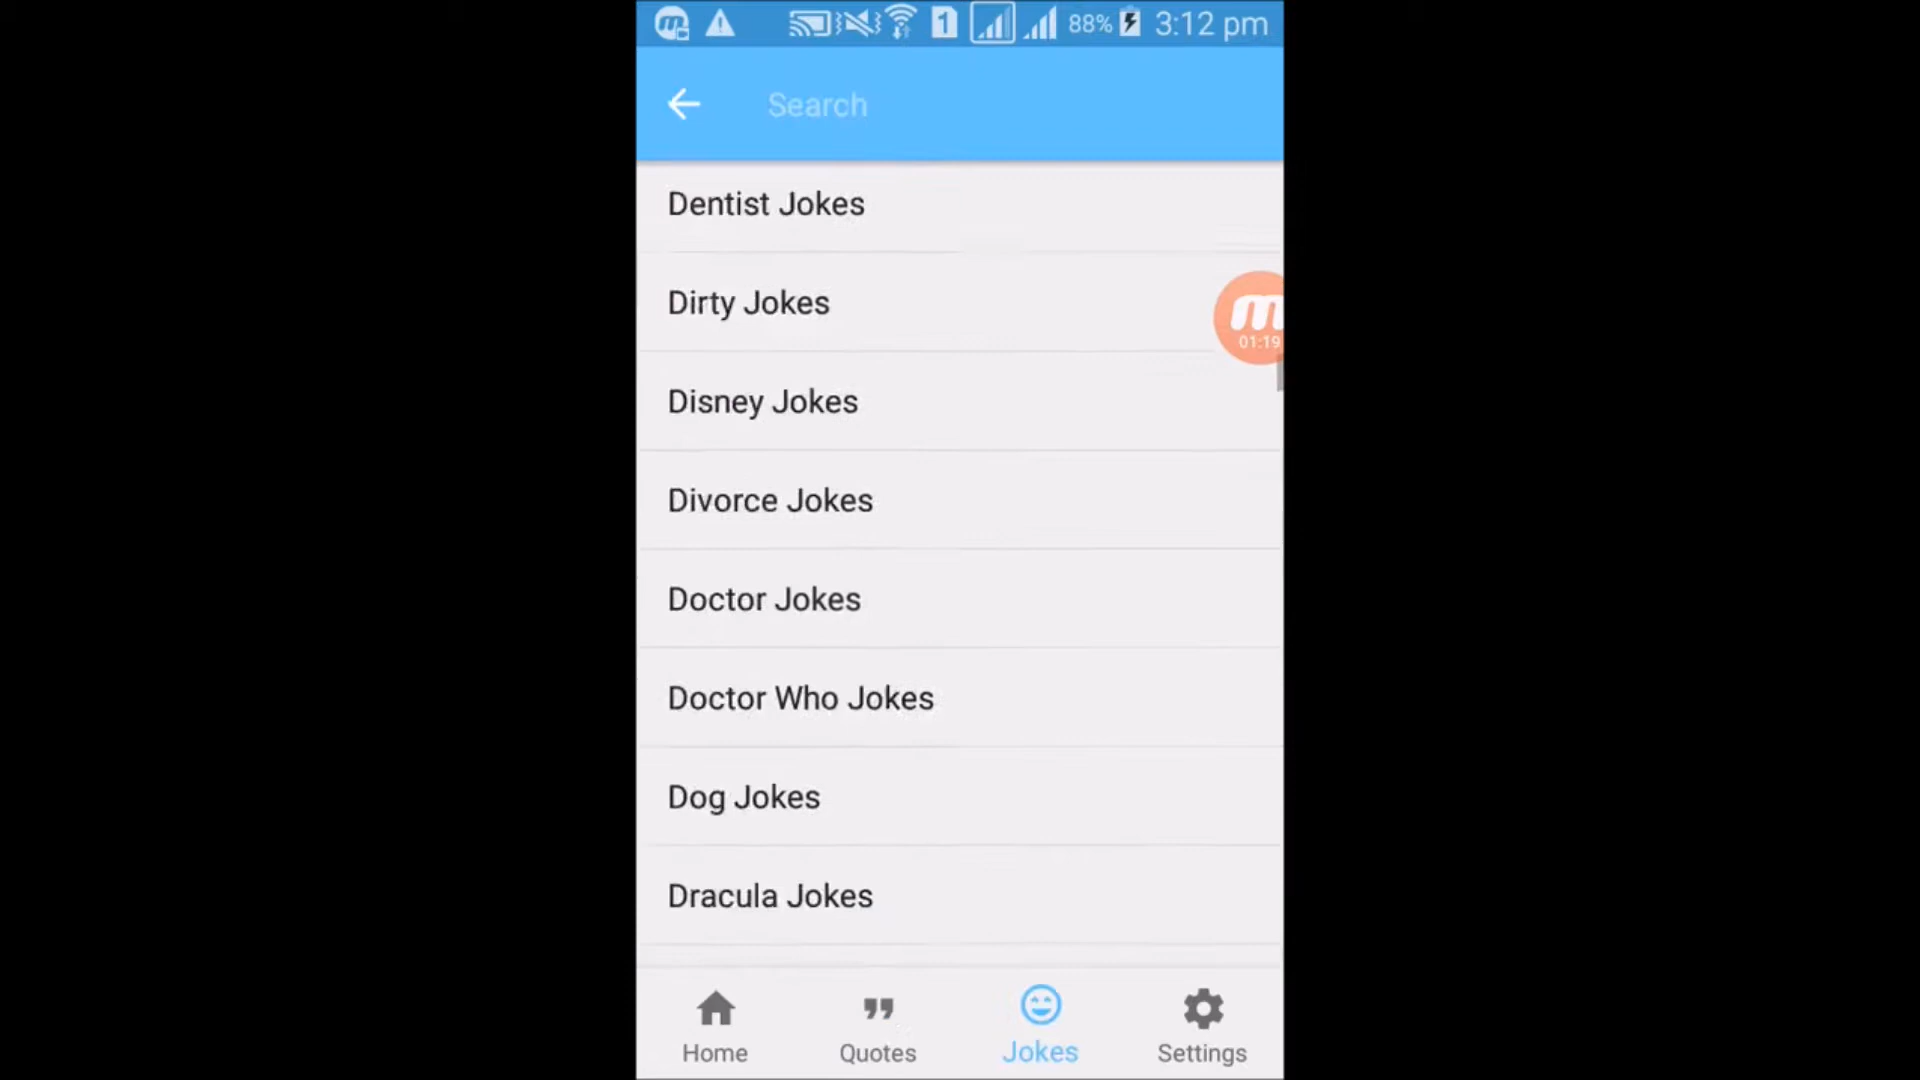 1 88% 3:12 pm
Search
Dentist Jokes
Dirty Jokes
m
01:19
Disney Jokes
Divorce Jokes
Doctor Jokes
Doctor Who Jokes
Dog Jokes
Dracula Jokes
Home Quotes Jokes Settings